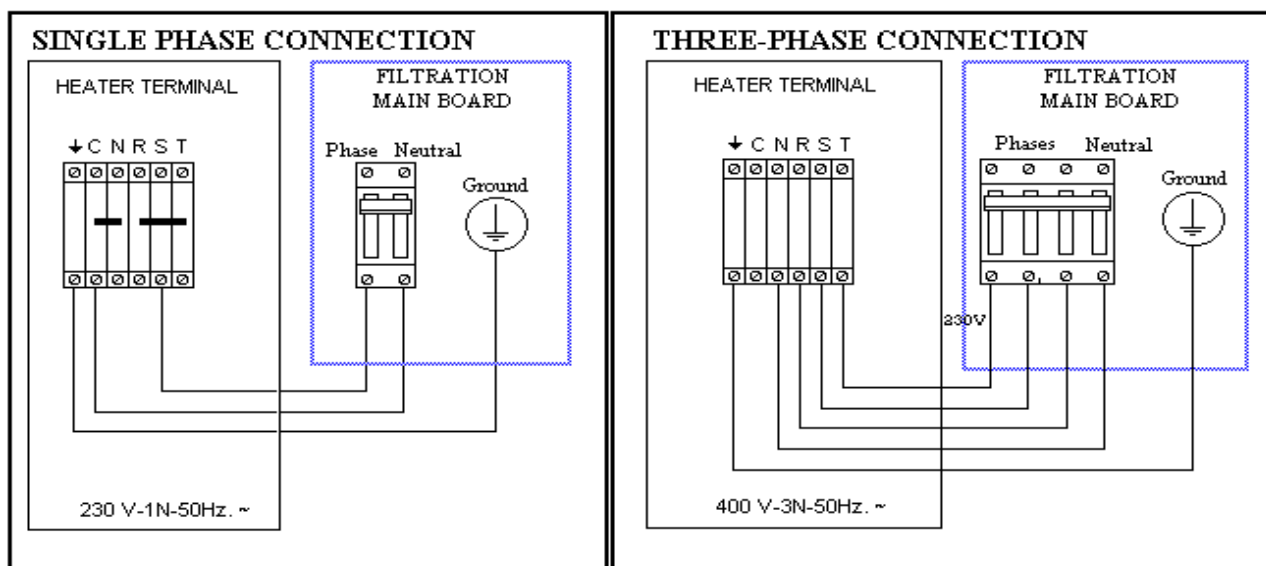 SINGLE PHASE CONNECTION
HEATER TERMINAL
FILTRATION
MAIN BOARD
C N R S T
Phase Neutral
Ground
230 V-1N-50Hz. ~
THREE-PHASE CONNECTION
HEATER TERMINAL
FILTRATION
MAIN BOARD
C N R S T
Phases Neutral
Ground
230V
400 V-3N-50Hz. ~